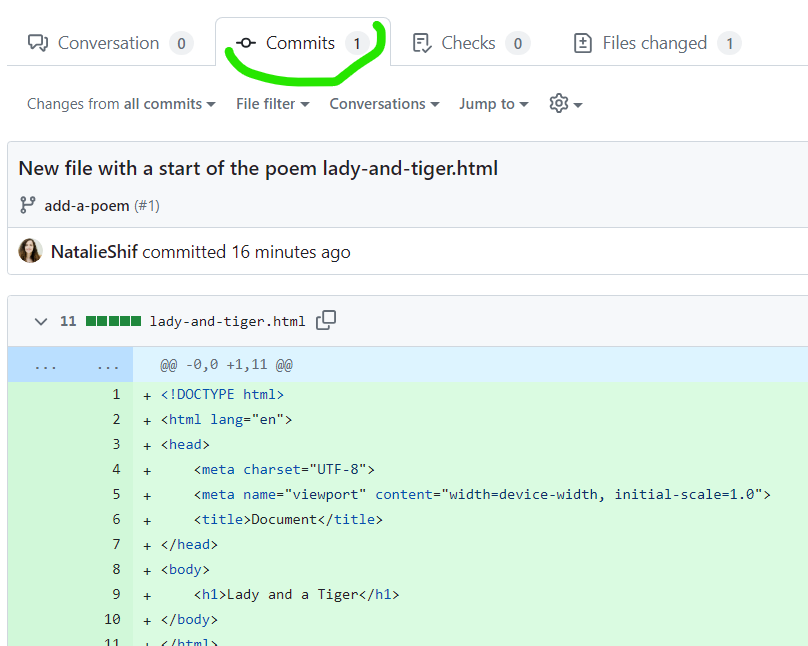 Conversation 0 Commits 1 Checks 0 Files changed 1
Changes from all commits File filter Conversations Jump to
New file with a start of the poem lady-and-tiger.html
add-a-poem (#1)
NatalieShif committed 16 minutes ago
11 lady-and-tiger.html
... ... @@ -0,0 +1,11 @@
1 + <!DOCTYPE html>
2 + <html lang="en">
3 + <head>
4 + <meta charset="UTF-8">
5 + <meta name="viewport" content="width=device-width, initial-scale=1.0">
6 + <title>Document</title>
7 + </head>
8 + <body>
9 + <h1>Lady and a Tiger</h1>
10 + </body>
11 + </html>